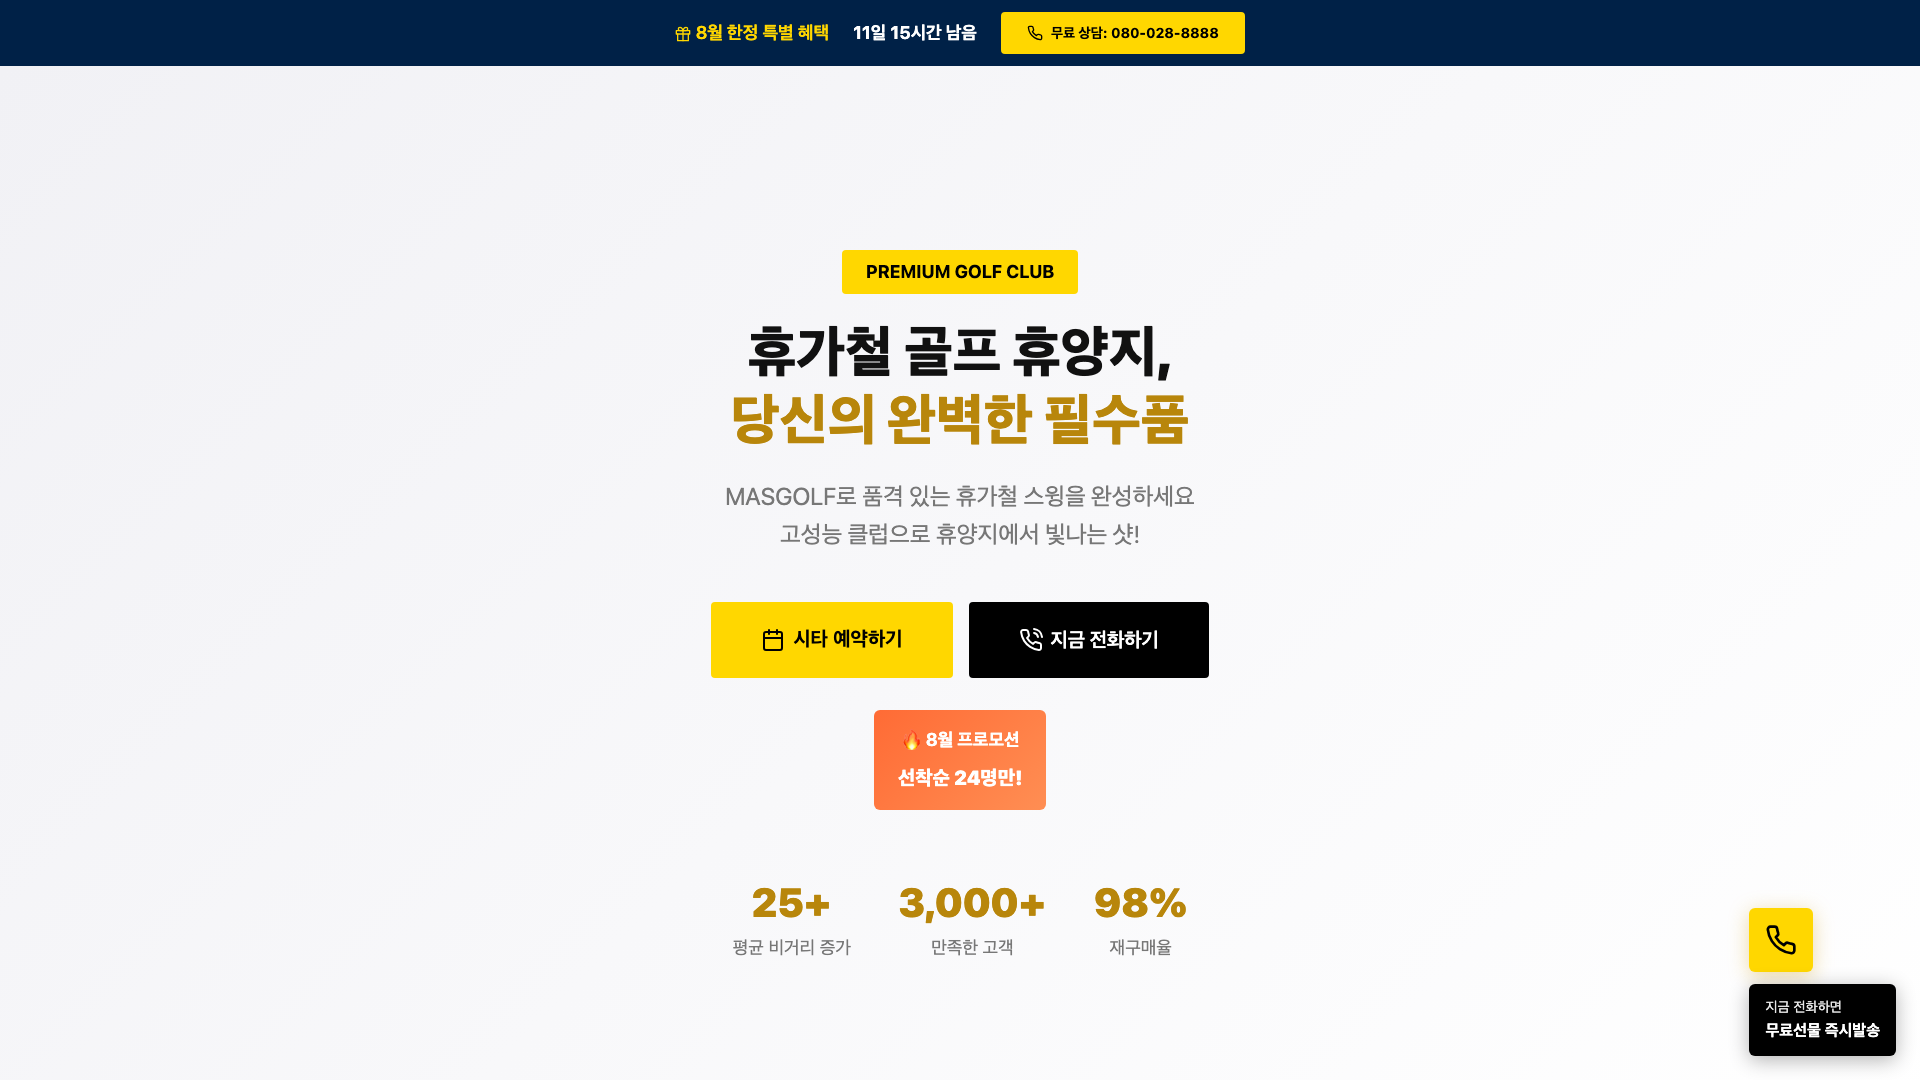 8월 한정 특별 혜택
11일 15시간 남음
무료 상담: 080-028-8888
PREMIUM GOLF CLUB
휴가철 골프 휴양지,
당신의 완벽한 필수품
MASGOLF로 품격 있는 휴가철 스윙을 완성하세요
고성능 클럽으로 휴양지에서 빛나는 샷!
시타 예약하기
지금 전화하기
🔥 8월 프로모션
선착순 24명만!
25+
평균 비거리 증가
3,000+
만족한 고객
98%
재구매율
지금 전화하면
무료선물 즉시발송